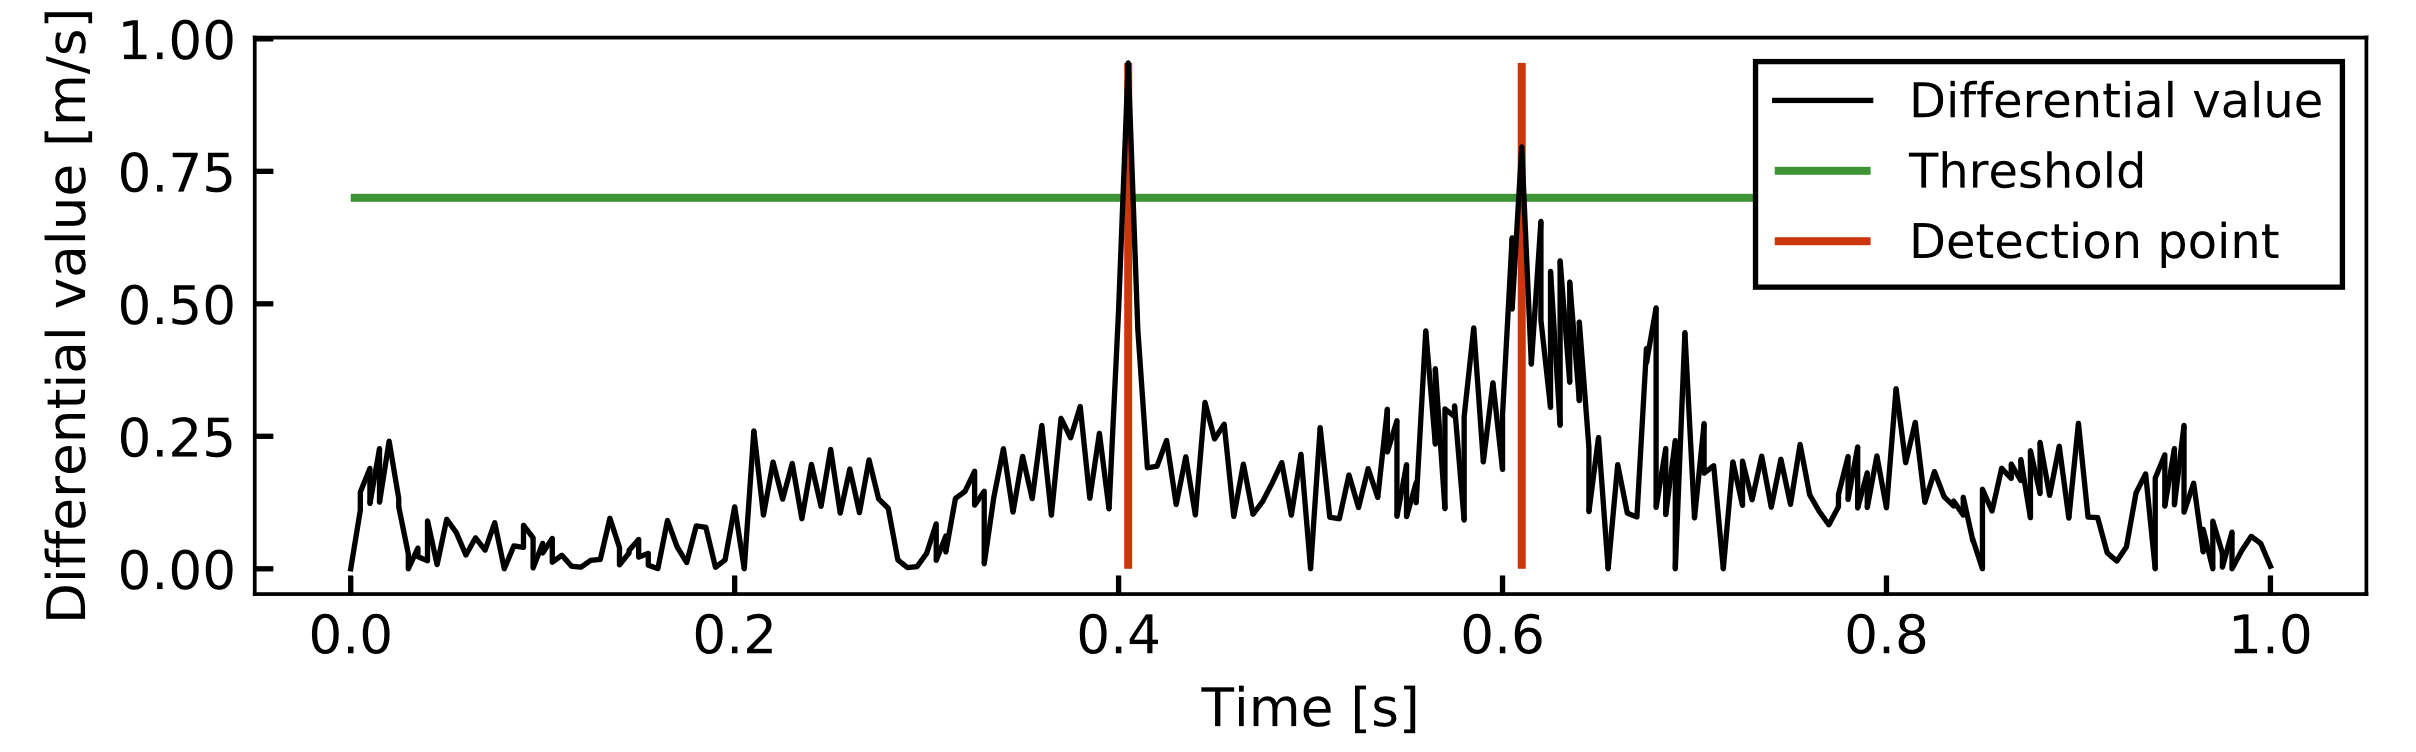 Differential value [m/s]
1.00
0.75
0.50
0.25
0.00
Differential value
Threshold
Detection point
0.0 0.2 0.4 0.6 0.8 1.0
Time [s]